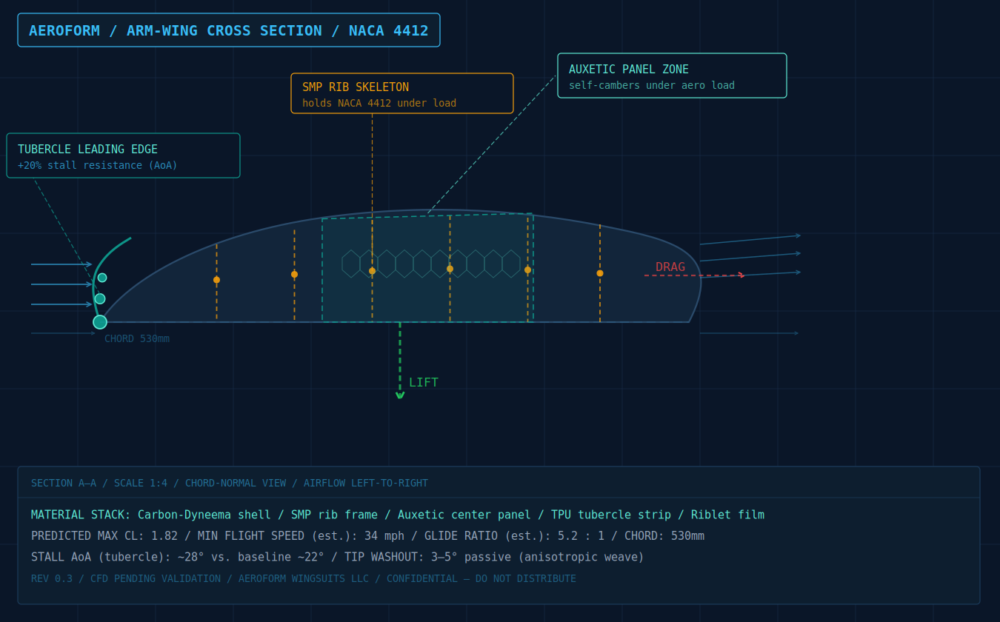 AEROFORM / ARM-WING CROSS SECTION / NACA 4412
AUXETIC PANEL ZONE
self-cambers under aero load
SMP RIB SKELETON
holds NACA 4412 under load
TUBERCLE LEADING EDGE
+20% stall resistance (AoA)
DRAG
CHORD 530mm
LIFT
SECTION A—A / SCALE 1:4 / CHORD-NORMAL VIEW / AIRFLOW LEFT-TO-RIGHT
MATERIAL STACK: Carbon-Dyneema shell / SMP rib frame / Auxetic center panel / TPU tubercle strip / Riblet film
PREDICTED MAX CL: 1.82 / MIN FLIGHT SPEED (est.): 34 mph / GLIDE RATIO (est.): 5.2 : 1 / CHORD: 530mm
STALL AoA (tubercle): ~28° vs. baseline ~22° / TIP WASHOUT: 3—5° passive (anisotropic weave)
REV 0.3 / CFD PENDING VALIDATION / AEROFORM WINGSUITS LLC / CONFIDENTIAL — DO NOT DISTRIBUTE